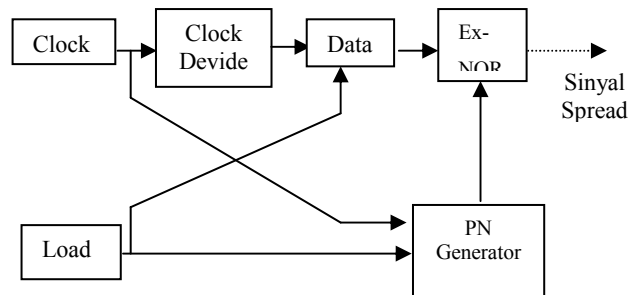 Clock
Clock
Devide
Data
Ex-
NOR
Sinyal
Spread
Load
PN
Generator